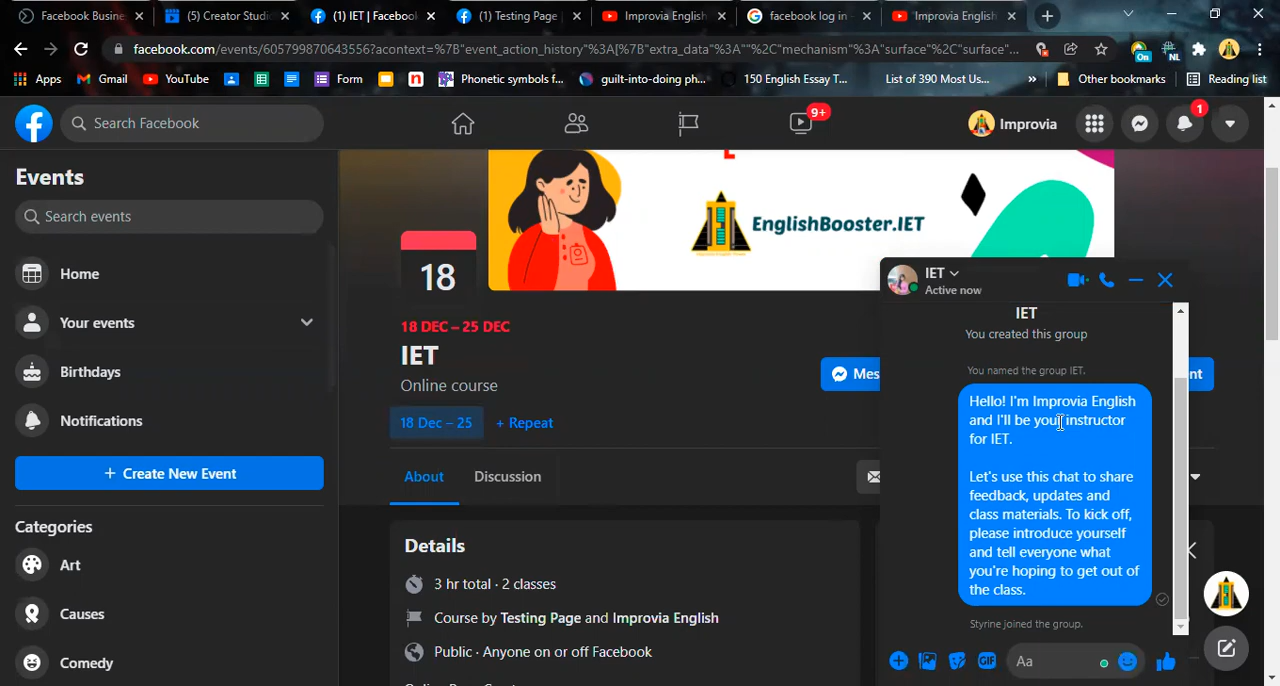 Facebook Busine
(5) Creator Studi
(1) IET | Facebook
(1) Testing Page
Improvia English
facebook log in -
Improvia English
facebook.com/events/605799870643556?acontext=%7B"event_action_history"%3A[%7B"extra_data"%3A""%2C"mechanism"%3A"surface"%2C"surface"...
On
NL
Apps
Gmail
YouTube
Form
n
Phonetic symbols f...
guilt-into-doing ph...
150 English Essay T...
List of 390 Most Us...
»
Other bookmarks
Reading list
Search Facebook
9+
Improvia
1
Events
Search events
Home
Your events
Birthdays
Notifications
+ Create New Event
Categories
Art
Causes
Comedy
EnglishBooster.IET
18
18 DEC – 25 DEC
IET
Online course
Mes
nt
18 Dec – 25
+ Repeat
About
Discussion
Details
3 hr total · 2 classes
Course by Testing Page and Improvia English
Public · Anyone on or off Facebook
IET
Active now
IET
You created this group
You named the group IET.
Hello! I'm Improvia English
and I'll be your instructor
for IET.
Let's use this chat to share
feedback, updates and
class materials. To kick off,
please introduce yourself
and tell everyone what
you're hoping to get out of
the class.
Styrine joined the group.
GIF
Aa